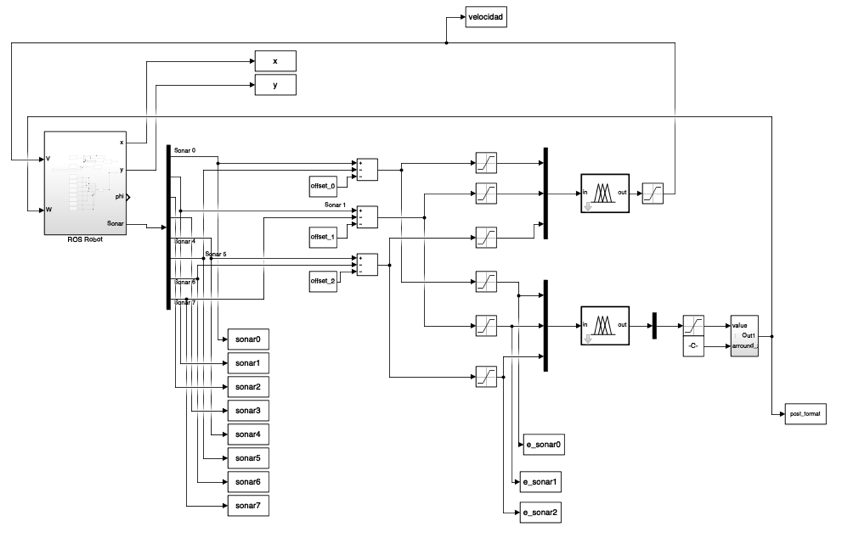 velocidad
x
y
Sonar 0
x
V
y
offset_0
in
out
phi
Sonar 1
W
Sonar
offset_1
ROS Robot
Sonar 4
Sonar 5
offset_2
Sonar 6
Sonar 7
in
out
value
Out1
-C-
sonar0
sonar1
sonar2
post_format
sonar3
sonar4
e_sonar0
sonar5
sonar6
e_sonar1
sonar7
e_sonar2